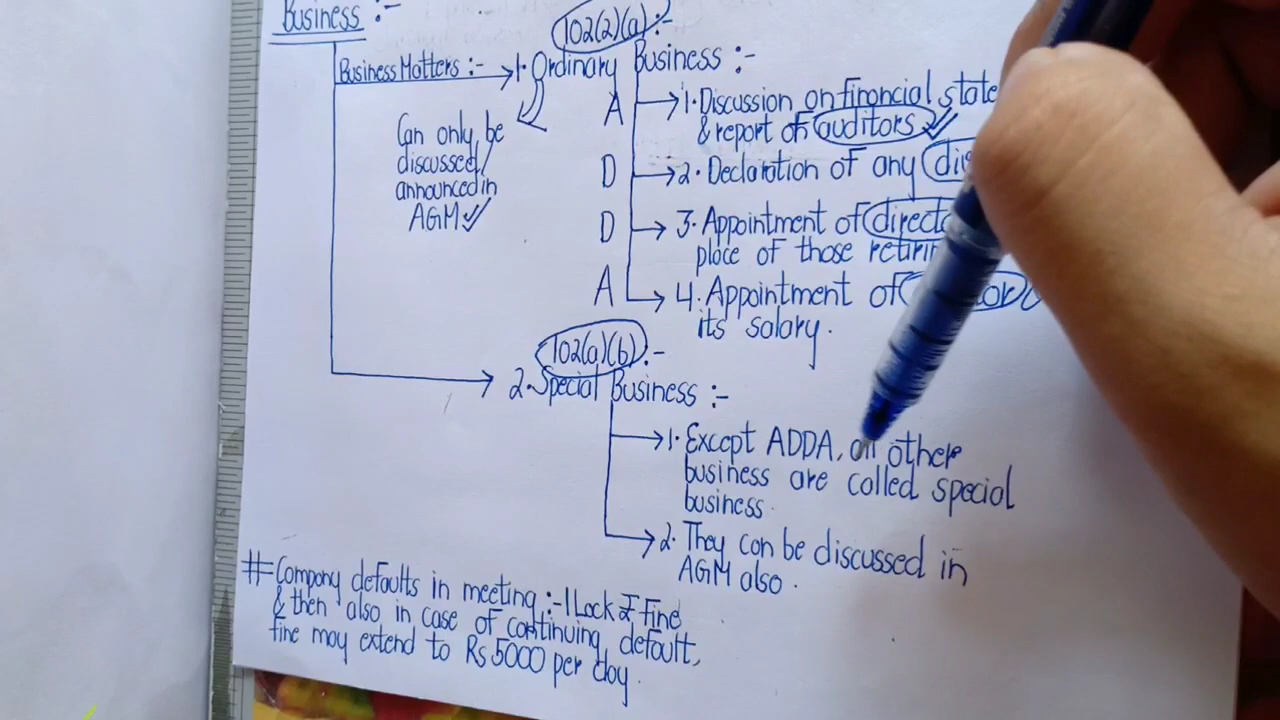 Business :-
102(2)(a) :-
Business Matters :- 1. Ordinary Business :-
Can only be
discussed/
announced in
AGM
A 1. Discussion on financial
& report of auditors
D 2. Declaration of any
D 3. Appointment of
place of those
A 4. Appointment of
its salary.
102(a)(b) :-
2. Special Business :-
1. Except ADDA, all other
business are called special
business.
2. They can be discussed in
AGM also.
# Company defaults in meeting :- 1 Lack ₹ fine
& then also in case of continuing default,
fine may extend to Rs 5000 per day.